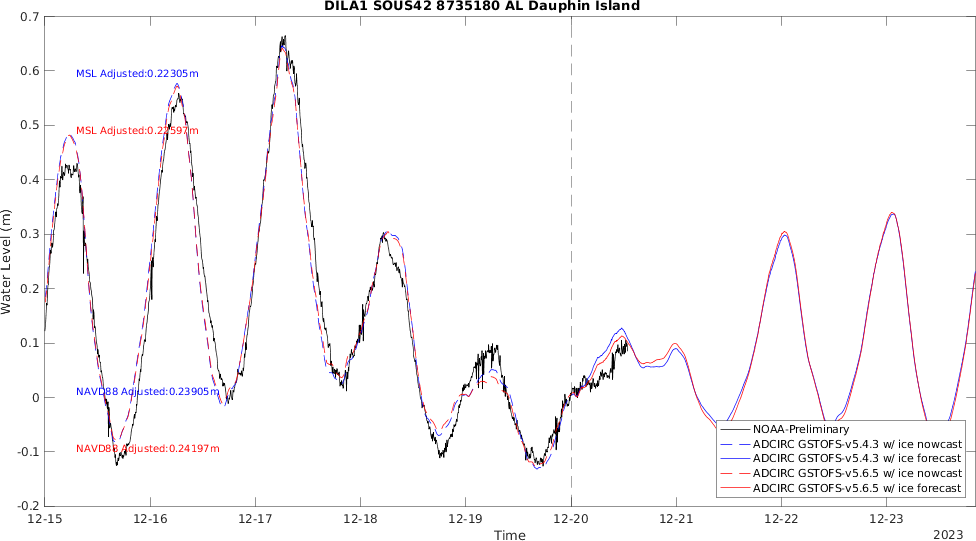 DILA1 SOUS42 8735180 AL Dauphin Island
0.7
0.6
0.5
0.4
0.3
0.2
0.1
0
-0.1
-0.2
Water Level (m)
MSL Adjusted:0.22305m
MSL Adjusted:0.22597m
NAVD88 Adjusted:0.23905m
NAVD88 Adjusted:0.24197m
NOAA-Preliminary
ADCIRC GSTOFS-v5.4.3 w/ ice nowcast
ADCIRC GSTOFS-v5.4.3 w/ ice forecast
ADCIRC GSTOFS-v5.6.5 w/ ice nowcast
ADCIRC GSTOFS-v5.6.5 w/ ice forecast
12-15 12-16 12-17 12-18 12-19 12-20 12-21 12-22 12-23
Time
2023